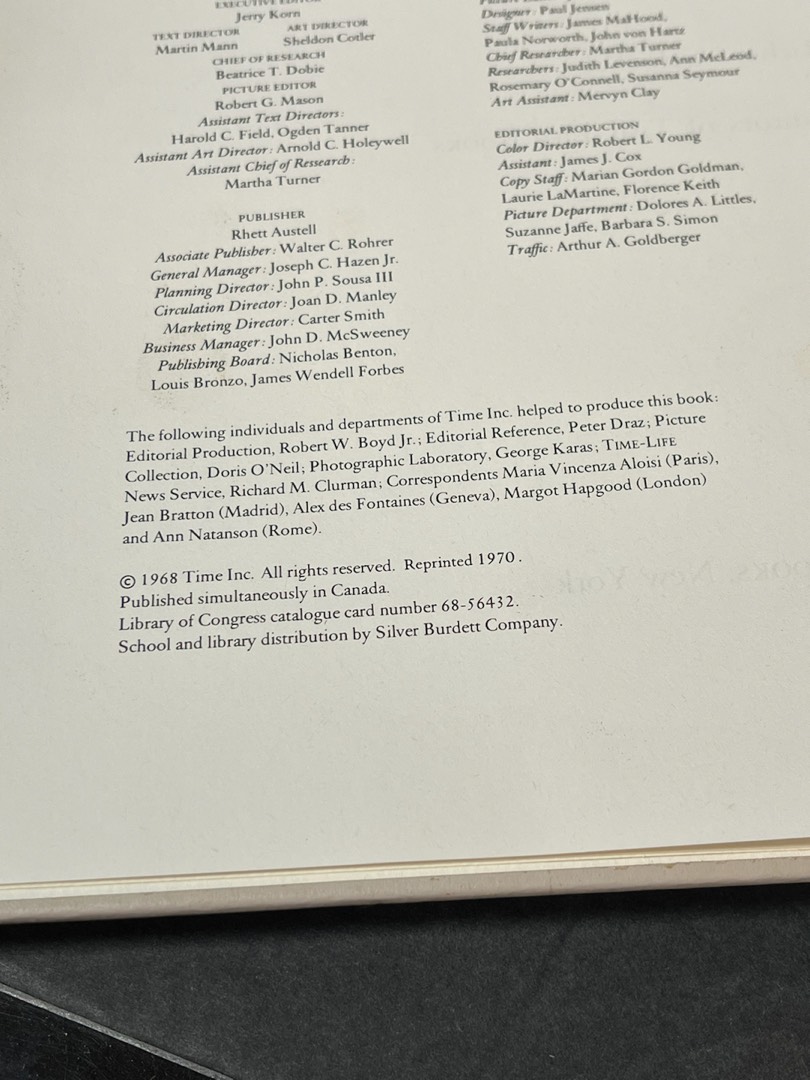 EXECUTIVE EDITOR
Jerry Korn
TEXT DIRECTOR ART DIRECTOR
Martin Mann Sheldon Cotler
CHIEF OF RESEARCH
Beatrice T. Dobie
PICTURE EDITOR
Robert G. Mason
Assistant Text Directors:
Harold C. Field, Ogden Tanner
Assistant Art Director: Arnold C. Holeywell
Assistant Chief of Research:
Martha Turner
PUBLISHER
Rhett Austell
Associate Publisher: Walter C. Rohrer
General Manager: Joseph C. Hazen Jr.
Planning Director: John P. Sousa III
Circulation Director: Joan D. Manley
Marketing Director: Carter Smith
Business Manager: John D. McSweeney
Publishing Board: Nicholas Benton,
Louis Bronzo, James Wendell Forbes
Designer: Paul Jensen
Staff Writers: James MaHood,
Paula Norworth, John von Hartz
Chief Researcher: Martha Turner
Researchers: Judith Levenson, Ann McLeod,
Rosemary O'Connell, Susanna Seymour
Art Assistant: Mervyn Clay
EDITORIAL PRODUCTION
Color Director: Robert L. Young
Assistant: James J. Cox
Copy Staff: Marian Gordon Goldman,
Laurie LaMartine, Florence Keith
Picture Department: Dolores A. Littles,
Suzanne Jaffe, Barbara S. Simon
Traffic: Arthur A. Goldberger
The following individuals and departments of Time Inc. helped to produce this book:
Editorial Production, Robert W. Boyd Jr.; Editorial Reference, Peter Draz; Picture
Collection, Doris O'Neil; Photographic Laboratory, George Karas; TIME-LIFE
News Service, Richard M. Clurman; Correspondents Maria Vincenza Aloisi (Paris),
Jean Bratton (Madrid), Alex des Fontaines (Geneva), Margot Hapgood (London)
and Ann Natanson (Rome).
© 1968 Time Inc. All rights reserved. Reprinted 1970.
Published simultaneously in Canada.
Library of Congress catalogue card number 68-56432.
School and library distribution by Silver Burdett Company.